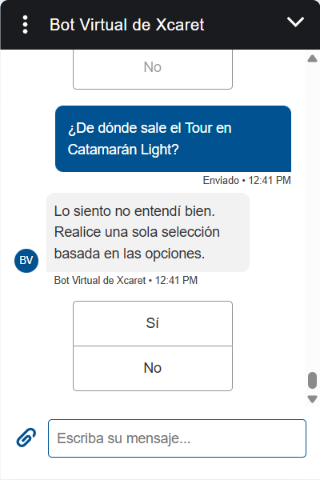 Bot Virtual de Xcaret
No
¿De dónde sale el Tour en
Catamarán Light?
Enviado • 12:41 PM
Lo siento no entendí bien.
Realice una sola selección
basada en las opciones.
BV
Bot Virtual de Xcaret • 12:41 PM
Sí
No
Escriba su mensaje...